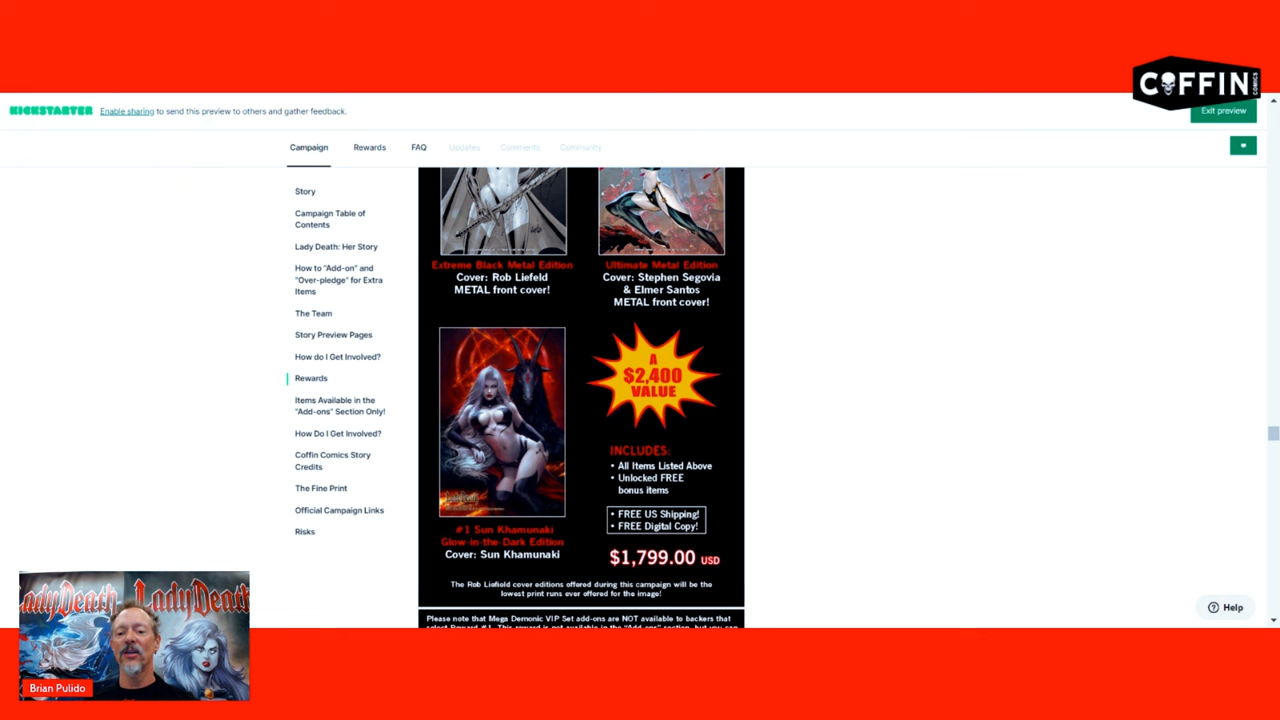 COFFIN
COMICS
KICKSTARTER
Enable sharing to send this preview to others and gather feedback.
Exit preview
Campaign
Rewards
FAQ
Updates
Comments
Community
Story
Campaign Table of
Contents
Lady Death: Her Story
How to "Add-on" and
"Over-pledge" for Extra
Items
The Team
Story Preview Pages
How do I Get Involved?
Rewards
Items Available in the
"Add-ons" Section Only!
How Do I Get Involved?
Coffin Comics Story
Credits
The Fine Print
Official Campaign Links
Risks
Extreme Black Metal Edition
Cover: Rob Liefeld
METAL front cover!
Ultimate Metal Edition
Cover: Stephen Segovia
& Elmer Santos
METAL front cover!
A
$2,400
VALUE
LadyDeath
#1 Sun Khamunaki
Glow-in-the-Dark Edition
Cover: Sun Khamunaki
INCLUDES:
• All Items Listed Above
• Unlocked FREE
bonus items
• FREE US Shipping!
• FREE Digital Copy!
$1,799.00 USD
The Rob Liefield cover editions offered during this campaign will be the
lowest print runs ever offered for the image!
Please note that Mega Demonic VIP Set add-ons are NOT available to backers that
Help
LadyDeath
LadyDeath
Brian Pulido